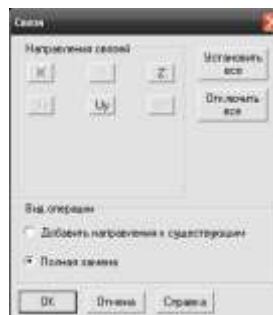 Связи
Направления связей
X
Z
Uy
Установить все
Отключить все
Вид операции
Добавить направления к существующим
Полная замена
OK
Отмена
Справка